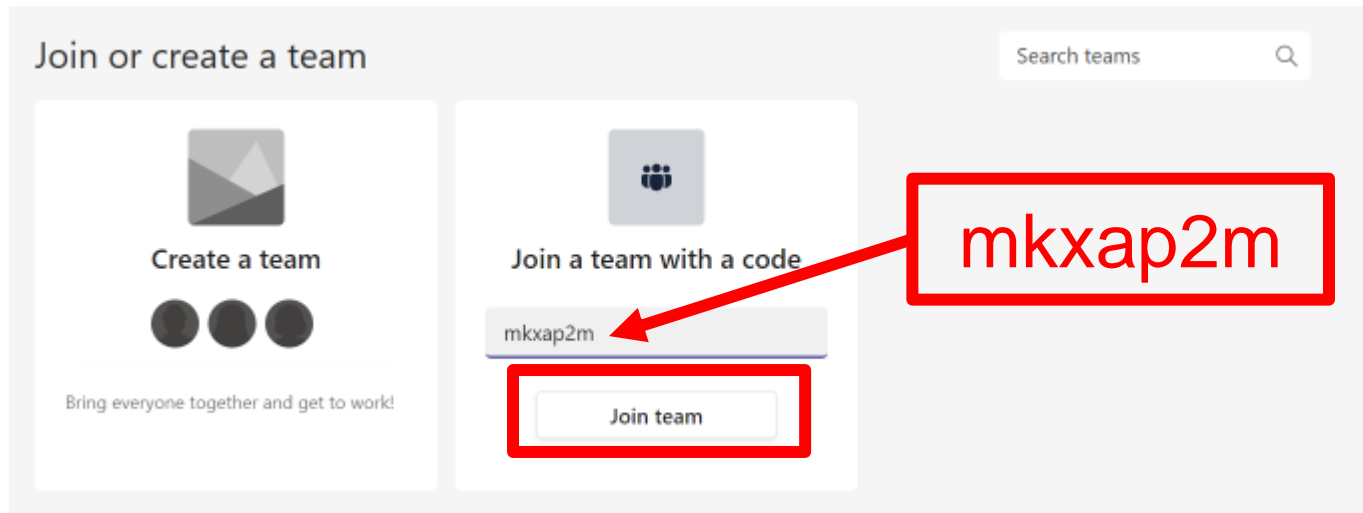 Join or create a team
Search teams
Create a team
Bring everyone together and get to work!
Join a team with a code
mkxap2m
Join team
mkxap2m